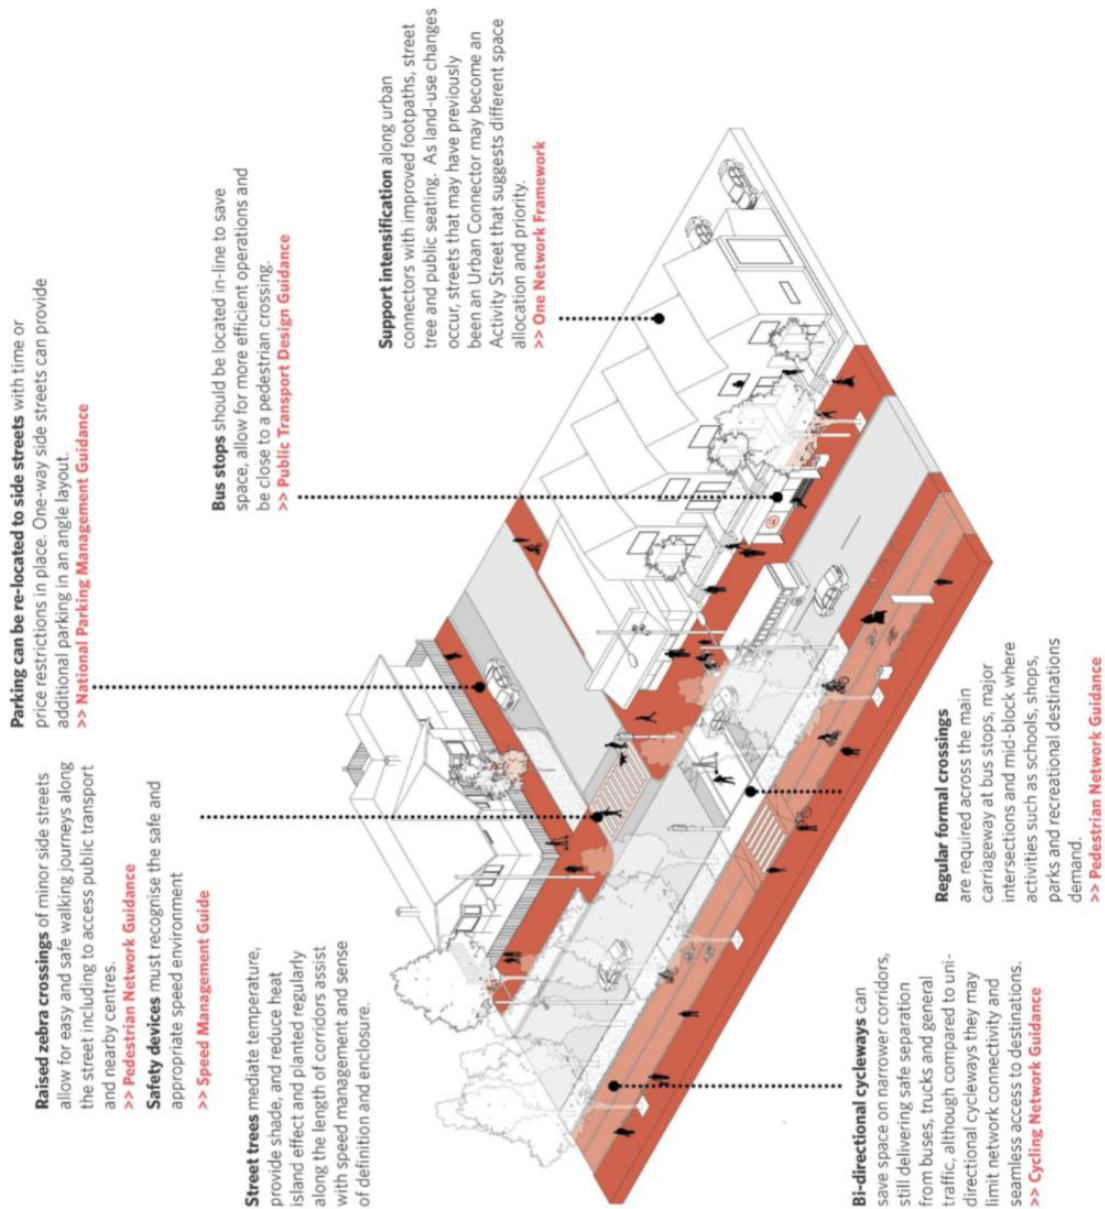 Raised zebra crossings of minor side streets
allow for easy and safe walking journeys along
the street including to access public transport
and nearby centres.
>> Pedestrian Network Guidance
Safety devices must recognise the safe and
appropriate speed environment
>> Speed Management Guide
Parking can be re-located to side streets with time or
price restrictions in place. One-way side streets can provide
additional parking in an angle layout.
>> National Parking Management Guidance
Bus stops should be located in-line to save
space, allow for more efficient operations and
be close to a pedestrian crossing.
>> Public Transport Design Guidance
Support intensification along urban
connectors with improved footpaths, street
tree and public seating. As land-use changes
occur, streets that may have previously
been an Urban Connector may become an
Activity Street that suggests different space
allocation and priority.
>> One Network Framework
Street trees mediate temperature,
provide shade, and reduce heat
island effect and planted regularly
along the length of corridors assist
with speed management and sense
of definition and enclosure.
Bi-directional cycleways can
save space on narrower corridors,
still delivering safe separation
from buses, trucks and general
traffic, although compared to uni-
directional cycleways they may
limit network connectivity and
seamless access to destinations.
>> Cycling Network Guidance
Regular formal crossings
are required across the main
carriageway at bus stops, major
intersections and mid-block where
activities such as schools, shops,
parks and recreational destinations
demand.
>> Pedestrian Network Guidance